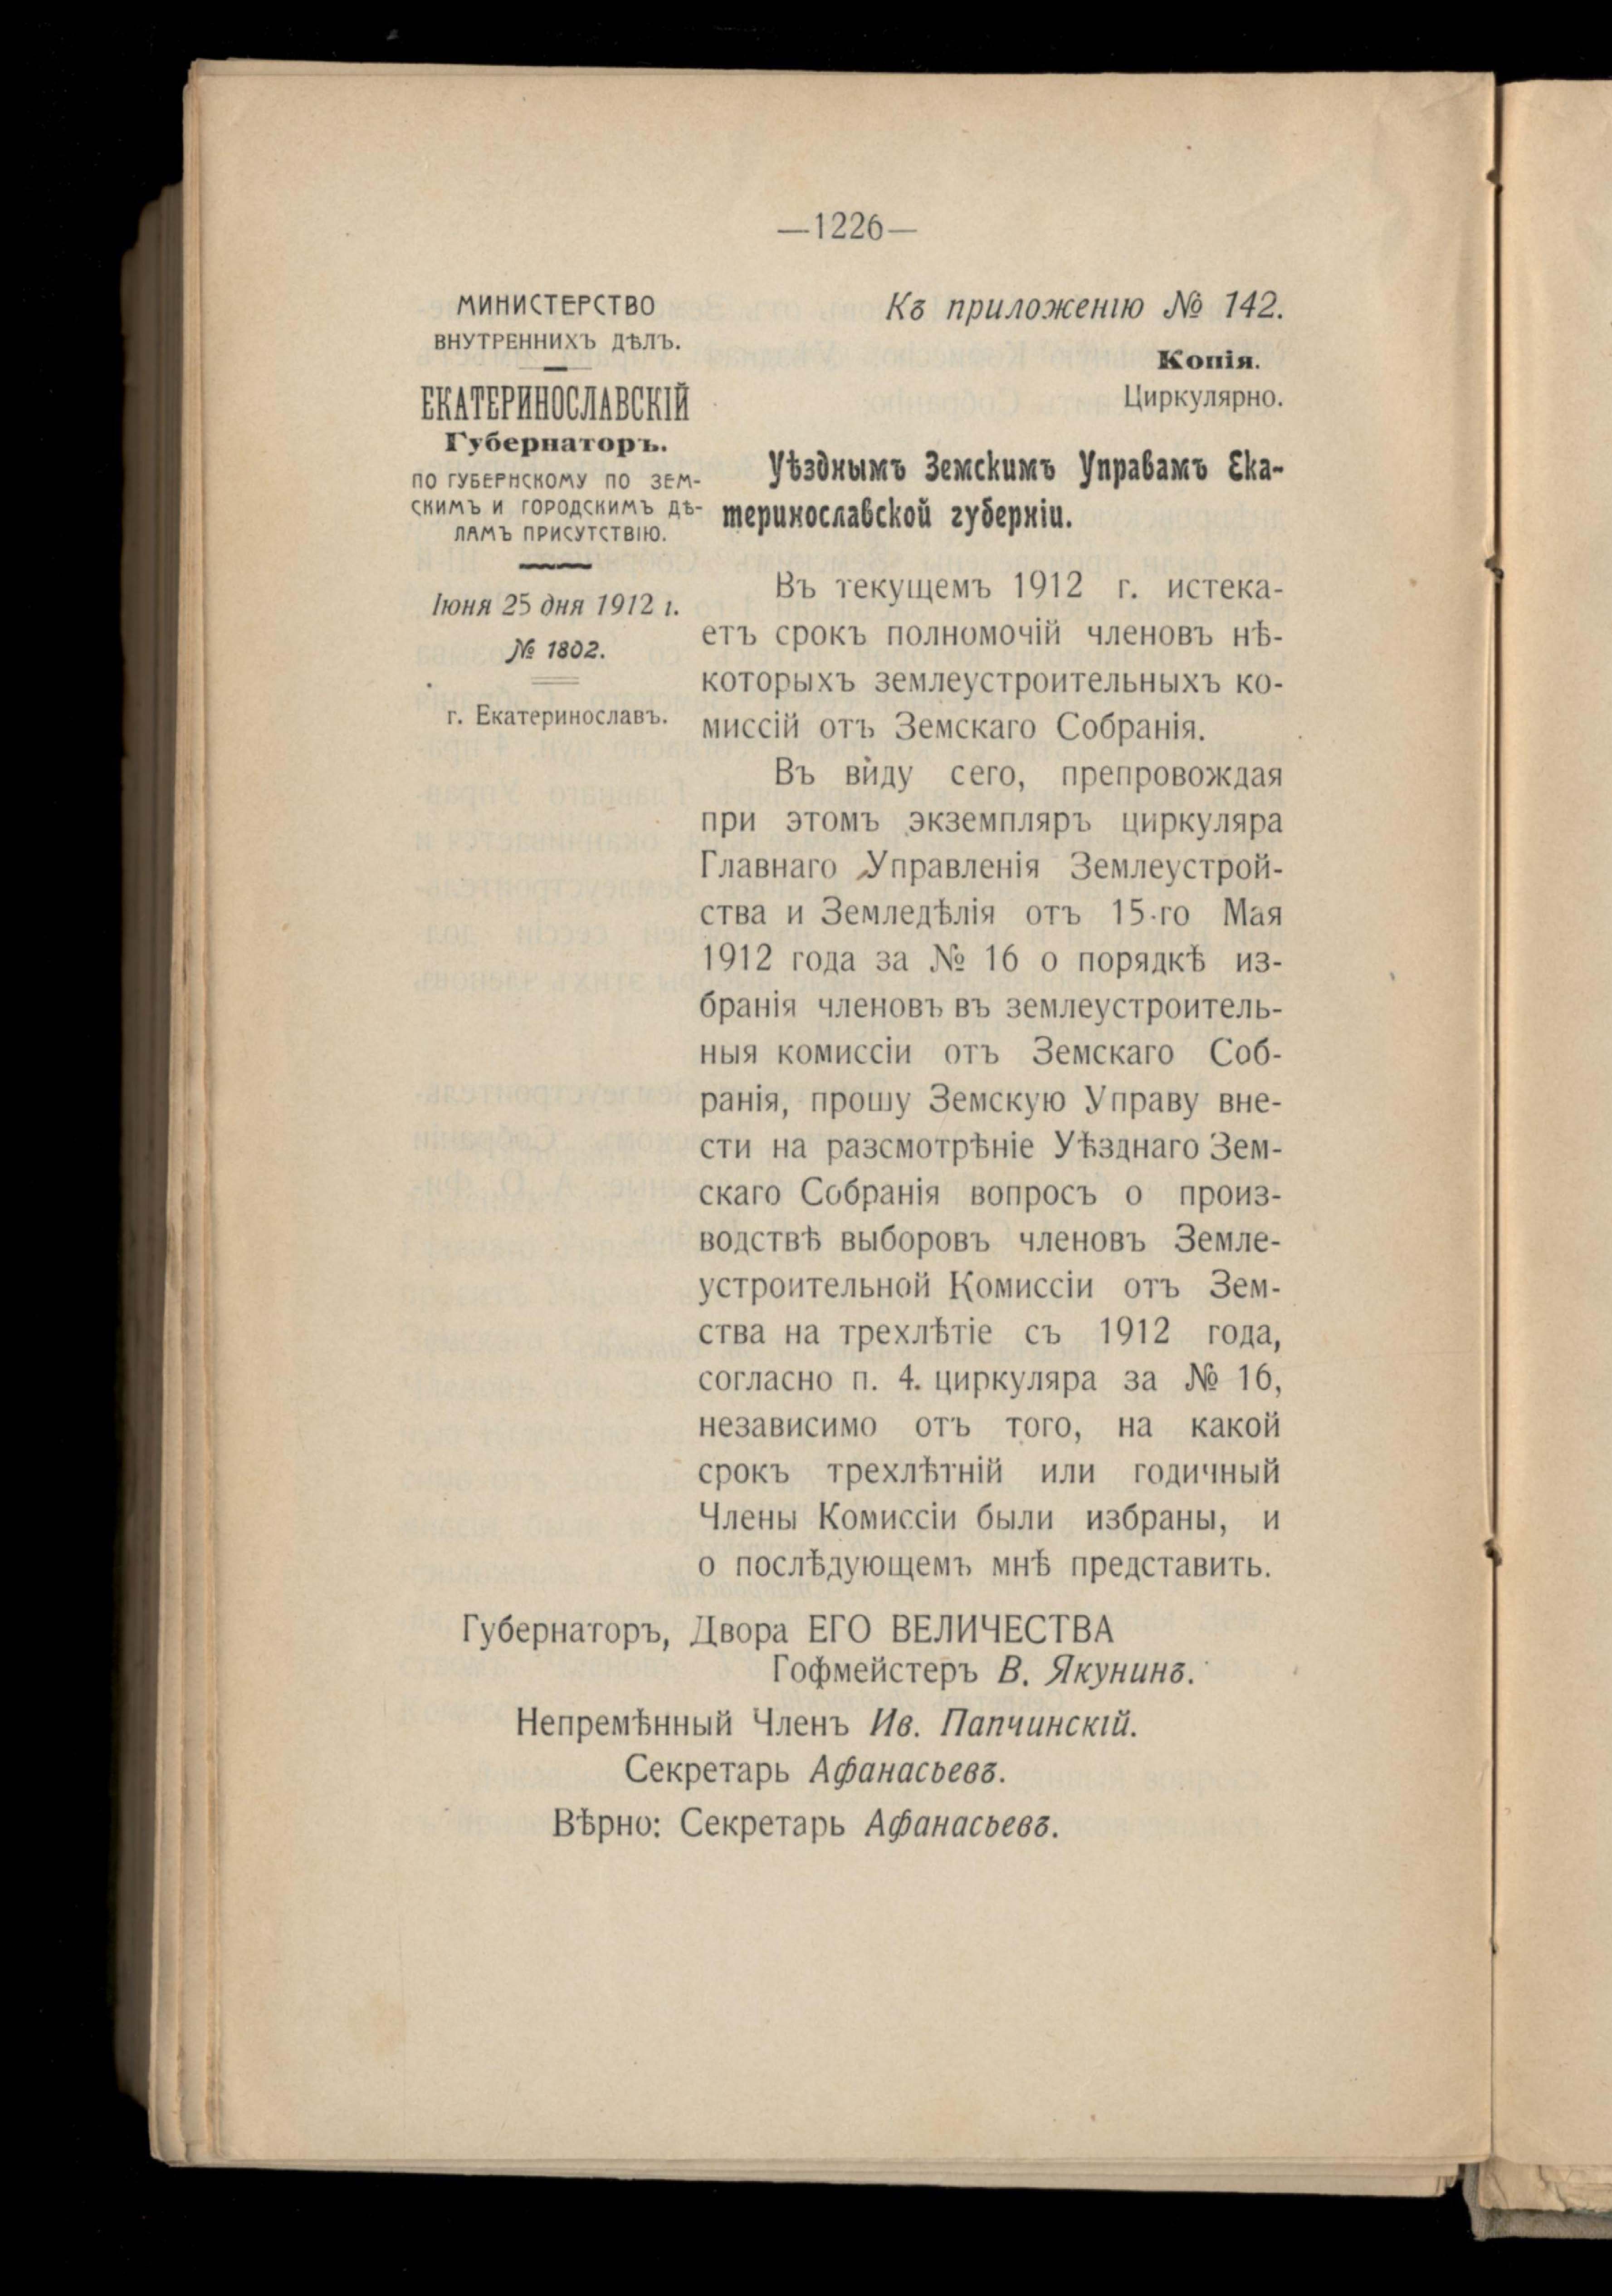 —1226—
МИНИСТЕРСТВО
ВНУТРЕННИХЪ ДѢЛЪ.
ЕКАТЕРИНОСЛАВСКІЙ
Губернаторъ.
ПО ГУБЕРНСКОМУ ПО ЗЕМ-
СКИМЪ И ГОРОДСКИМЪ ДѢ-
ЛАМЪ ПРИСУТСТВІЮ.
Іюня 25 дня 1912 г.
№ 1802.
г. Екатеринославъ.
Къ приложенію № 142.
Копія.
Циркулярно.
Уѣзднымъ Земскимъ Управамъ Ека-
теринославской губерніи.
Въ текущемъ 1912 г. истека-
етъ срокъ полномочій членовъ нѣ-
которыхъ землеустроительныхъ ко-
миссій отъ Земскаго Собранія.
Въ виду сего, препровождая
при этомъ экземпляръ циркуляра
Главнаго Управленія Землеустрой-
ства и Земледѣлія отъ 15-го Мая
1912 года за № 16 о порядкѣ из-
бранія членовъ въ землеустроитель-
ныя комиссіи отъ Земскаго Соб-
ранія, прошу Земскую Управу вне-
сти на разсмотрѣніе Уѣзднаго Зем-
скаго Собранія вопросъ о произ-
водствѣ выборовъ членовъ Земле-
устроительной Комиссіи отъ Зем-
ства на трехлѣтіе съ 1912 года,
согласно п. 4. циркуляра за № 16,
независимо отъ того, на какой
срокъ трехлѣтній или годичный
Члены Комиссіи были избраны, и
о послѣдующемъ мнѣ представить.
Губернаторъ, Двора ЕГО ВЕЛИЧЕСТВА
Гофмейстеръ В. Якунинъ.
Непремѣнный Членъ Ив. Папчинскій.
Секретарь Афанасьевъ.
Вѣрно: Секретарь Афанасьевъ.